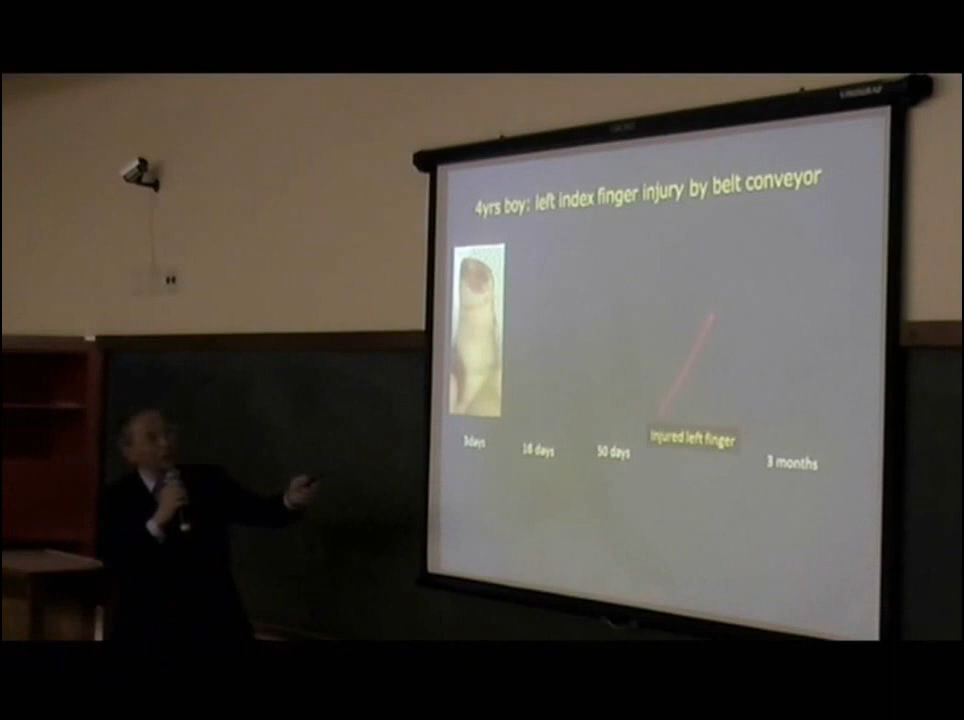 4yrs boy: left index finger injury by belt conveyor
3days
18 days
50 days
Injured left finger
3 months